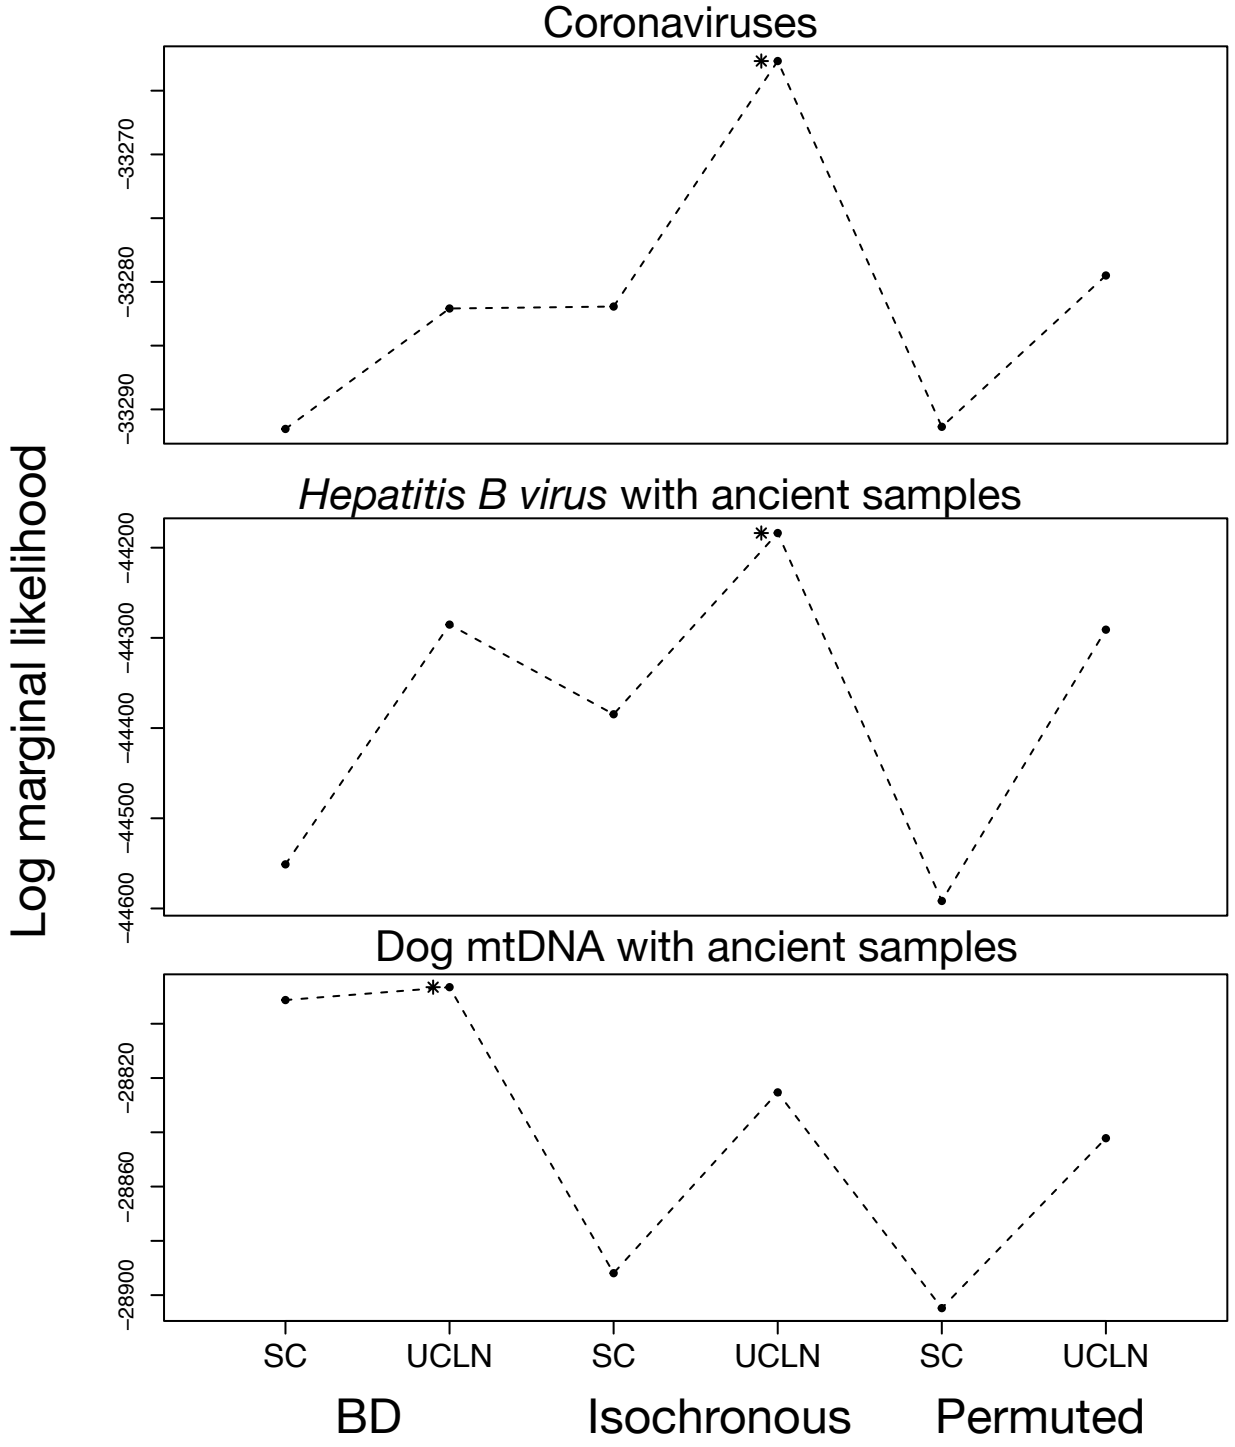 Coronaviruses
−33270
−33280
−33290
Hepatitis B virus with ancient samples
−44200
−44300
−44400
−44500
−44600
Log marginal likelihood
Dog mtDNA with ancient samples
−28820
−28860
−28900
SC UCLN SC UCLN SC UCLN
BD Isochronous Permuted